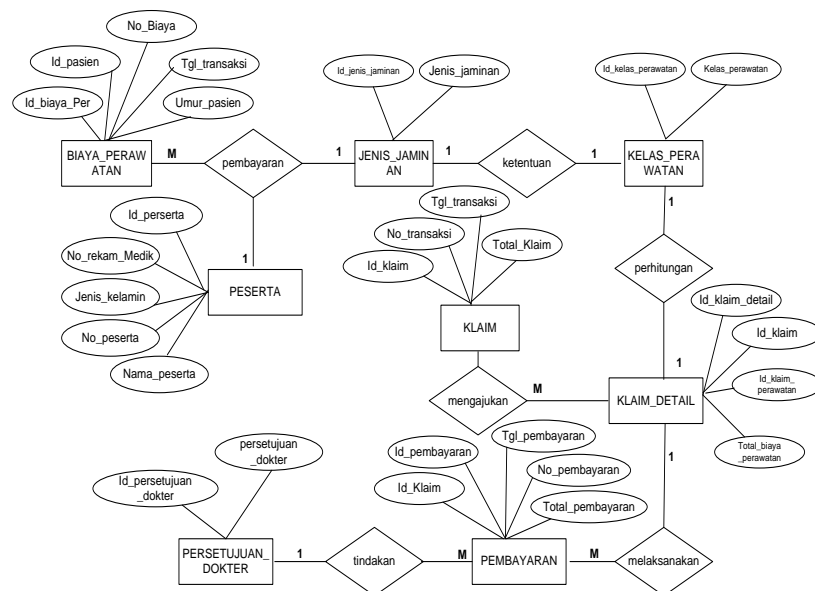 No_Biaya
Id_pasien
Tgl_transaksi
Id_biaya_Per
Umur_pasien
Id_jenis_jaminan
Jenis_jaminan
Id_kelas_perawatan
Kelas_perawatan
BIAYA_PERAW
ATAN
M
pembayaran
1
JENIS_JAMIN
AN
1
ketentuan
1
KELAS_PERA
WATAN
1
Id_perserta
No_rekam_Medik
Jenis_kelamin
No_peserta
Nama_peserta
1
PESERTA
Tgl_transaksi
No_transaksi
Total_Klaim
Id_klaim
KLAIM
perhitungan
1
Id_klaim_detail
Id_klaim
Id_klaim_
perawatan
Total_biaya
_perawatan
mengajukan
M
KLAIM_DETAIL
1
persetujuan
_dokter
Id_persetujuan
_dokter
Tgl_pembayaran
Id_pembayaran
No_pembayaran
Id_Klaim
Total_pembayaran
PERSETUJUAN_
DOKTER
1
tindakan
M
PEMBAYARAN
M
melaksanakan